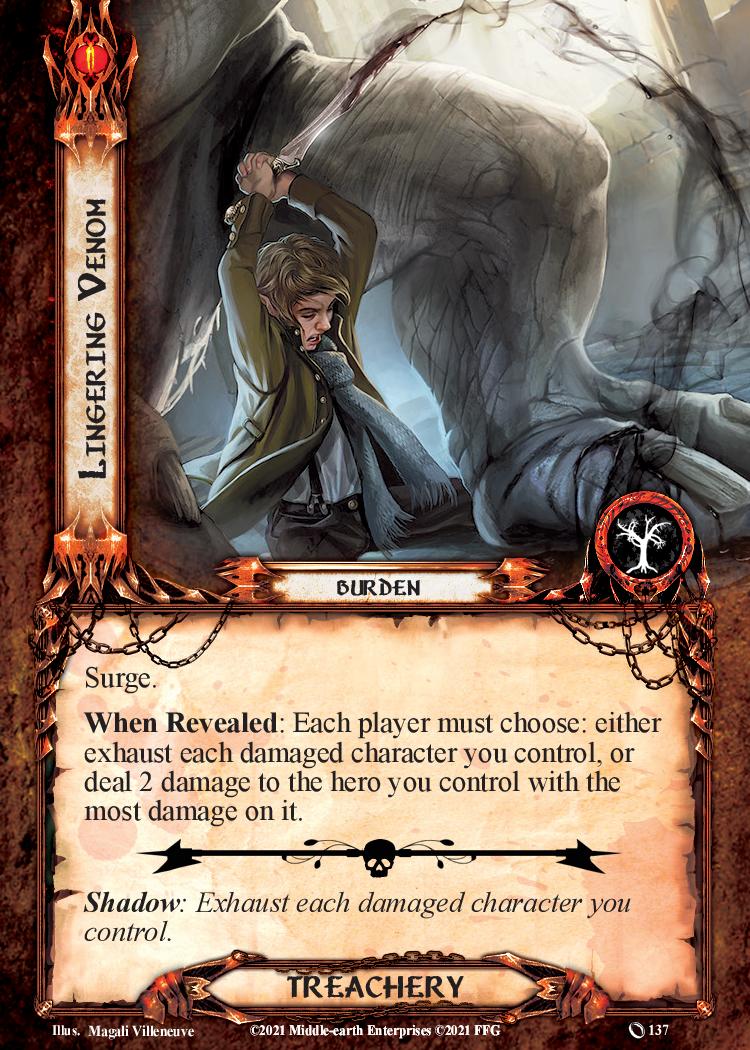 LINGERING VENOM
BURDEN
Surge.
When Revealed: Each player must choose: either
exhaust each damaged character you control, or
deal 2 damage to the hero you control with the
most damage on it.
Shadow: Exhaust each damaged character you
control.
TREACHERY
Illus. Magali Villeneuve ©2021 Middle-earth Enterprises ©2021 FFG 137